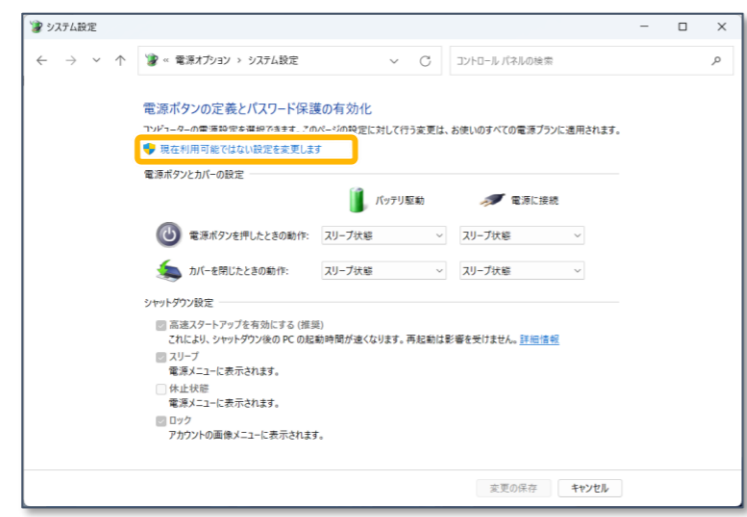 システム設定
« 電源オプション › システム設定
コントロール パネルの検索
電源ボタンの定義とパスワード保護の有効化
コンピューターの電源設定を選択できます。このページの設定に対して行う変更は、お使いのすべての電源プランに適用されます。
現在利用可能ではない設定を変更します
電源ボタンとカバーの設定
バッテリ駆動 電源に接続
電源ボタンを押したときの動作: スリープ状態 スリープ状態
カバーを閉じたときの動作: スリープ状態 スリープ状態
シャットダウン設定
高速スタートアップを有効にする (推奨)
これにより、シャットダウン後の PC の起動時間が速くなります。再起動は影響を受けません。詳細情報
スリープ
電源メニューに表示されます。
休止状態
電源メニューに表示されます。
ロック
アカウントの画像メニューに表示されます。
変更の保存 キャンセル